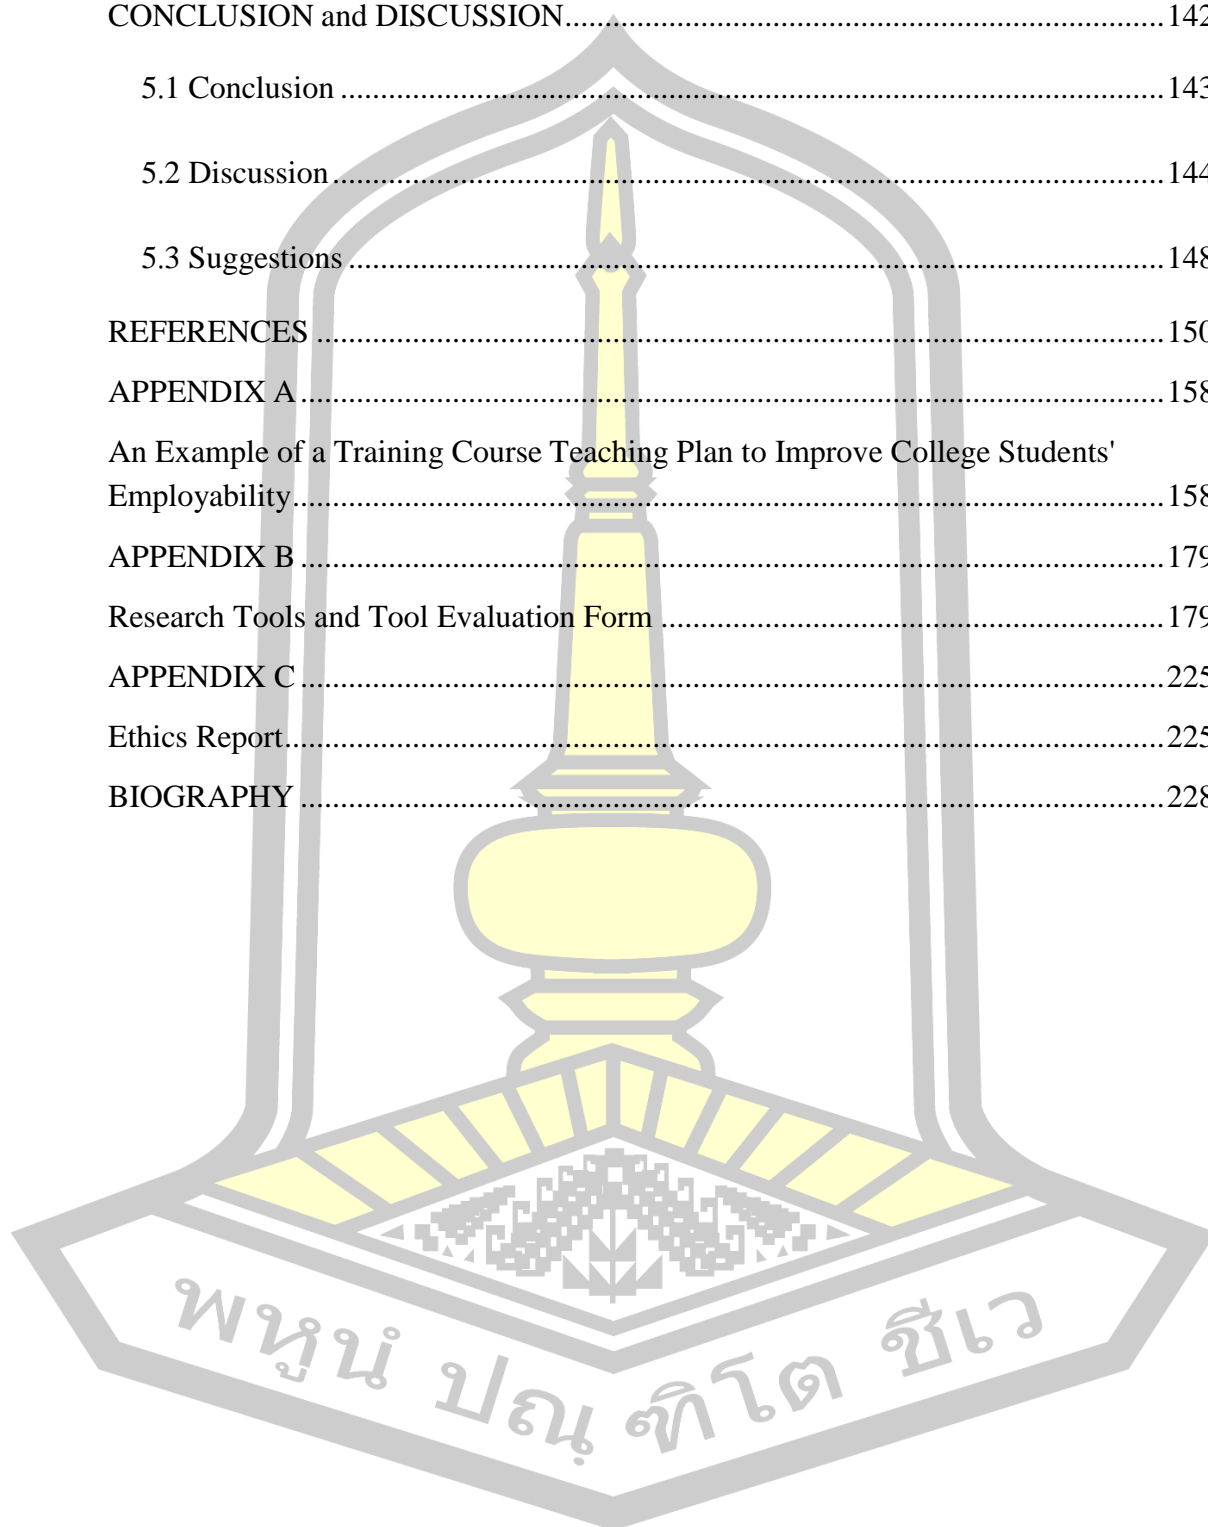 CONCLUSION and DISCUSSION.......... 142
5.1 Conclusion .......... 143
5.2 Discussion .......... 144
5.3 Suggestions .......... 148
REFERENCES .......... 150
APPENDIX A .......... 158
An Example of a Training Course Teaching Plan to Improve College Students'
Employability .......... 158
APPENDIX B .......... 179
Research Tools and Tool Evaluation Form .......... 179
APPENDIX C .......... 225
Ethics Report .......... 225
BIOGRAPHY .......... 228
พหูนํ ปณฺฑิโต ชีเว